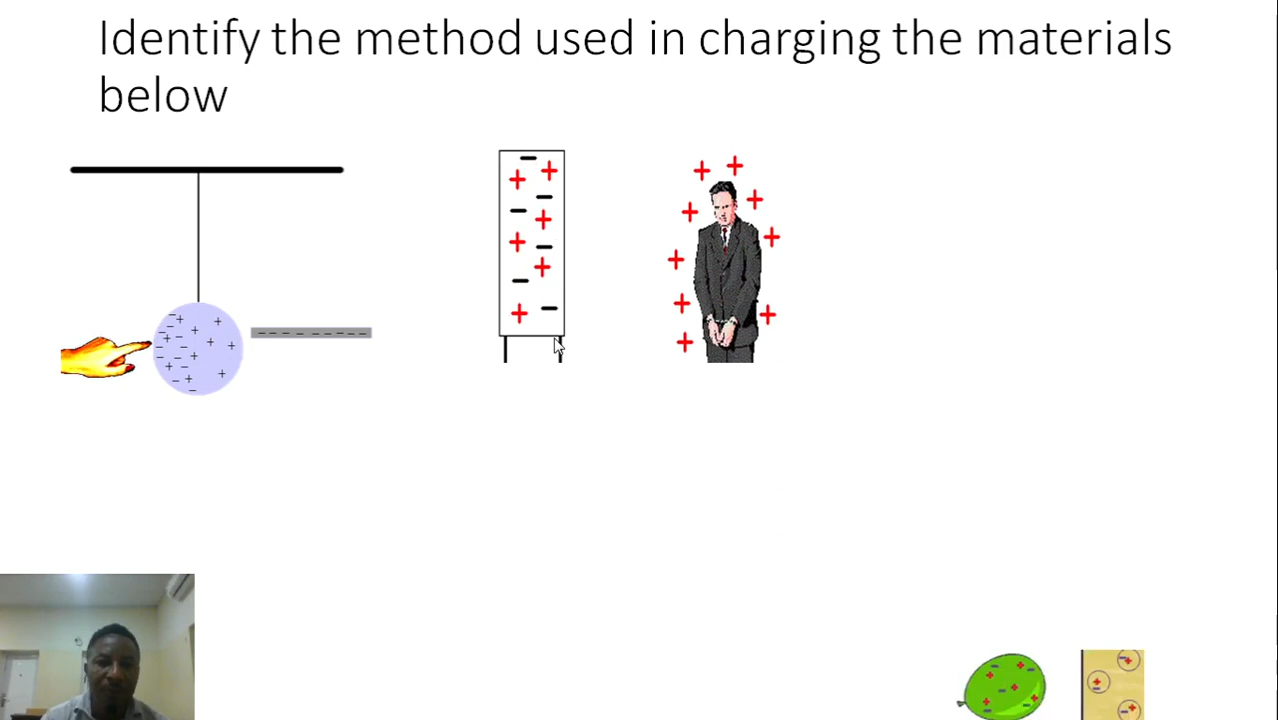 Identify the method used in charging the materials
below